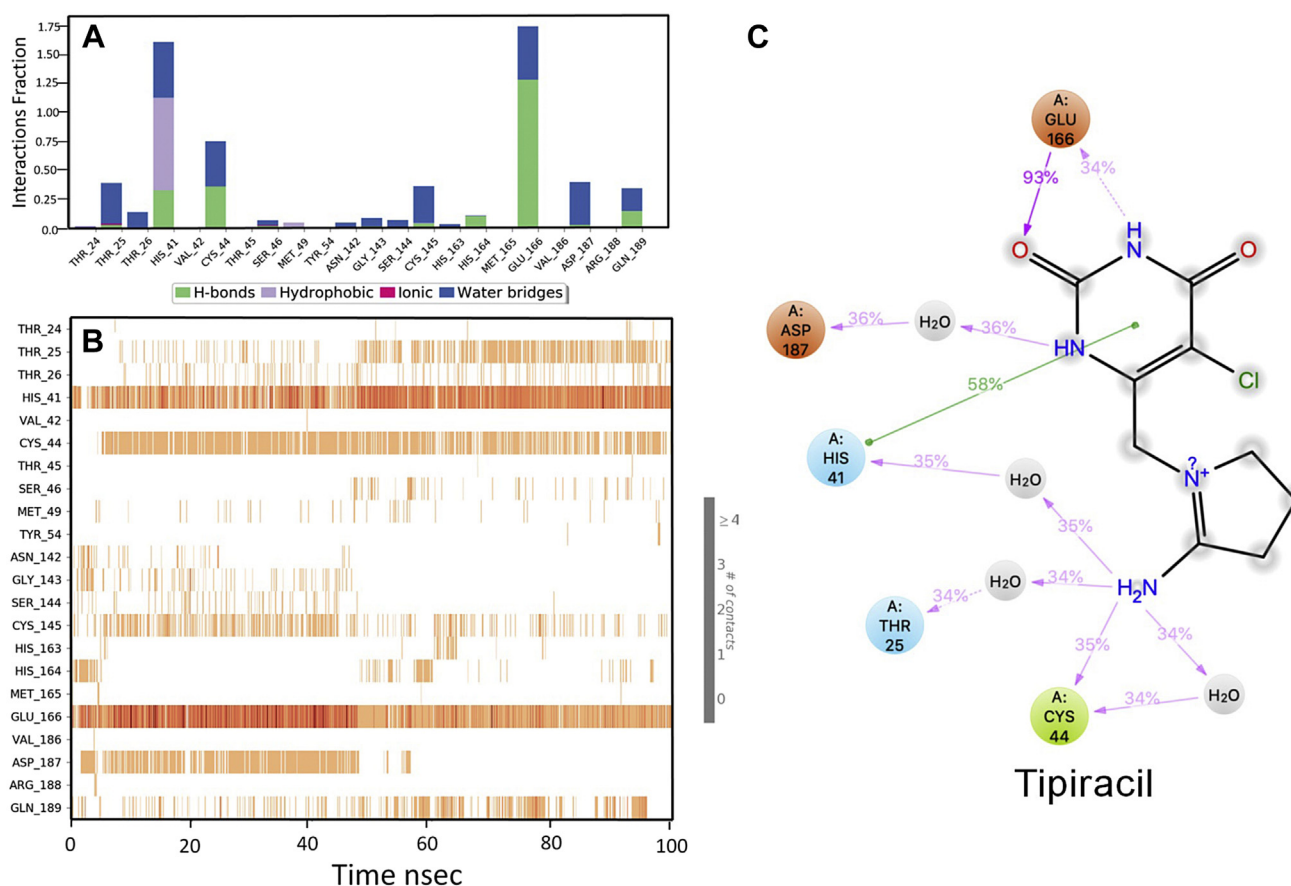 A
Interactions Fraction
1.75
1.50
1.25
1.00
0.75
0.50
0.25
0.0
THR_24
THR_25
THR_26
HIS_41
VAL_42
CYS_44
THR_45
SER_46
MET_49
TYR_54
ASN_142
GLY_143
SER_144
CYS_145
HIS_163
HIS_164
MET_165
GLU_166
VAL_186
ASP_187
ARG_188
GLN_189
H-bonds Hydrophobic Ionic Water bridges
B
THR_24
THR_25
THR_26
HIS_41
VAL_42
CYS_44
THR_45
SER_46
MET_49
TYR_54
ASN_142
GLY_143
SER_144
CYS_145
HIS_163
HIS_164
MET_165
GLU_166
VAL_186
ASP_187
ARG_188
GLN_189
0 20 40 60 80 100
Time nsec
≥4
3
2
1
0
# of contacts
C
A:
GLU
166
93%
34%
O
H
N
O
A:
ASP
187
36%
H₂O
36%
HN
58%
Cl
A:
HIS
41
35%
H₂O
35%
?
N+
A:
THR
25
34%
H₂O
34%
H₂N
35%
34%
A:
CYS
44
34%
H₂O
Tipiracil